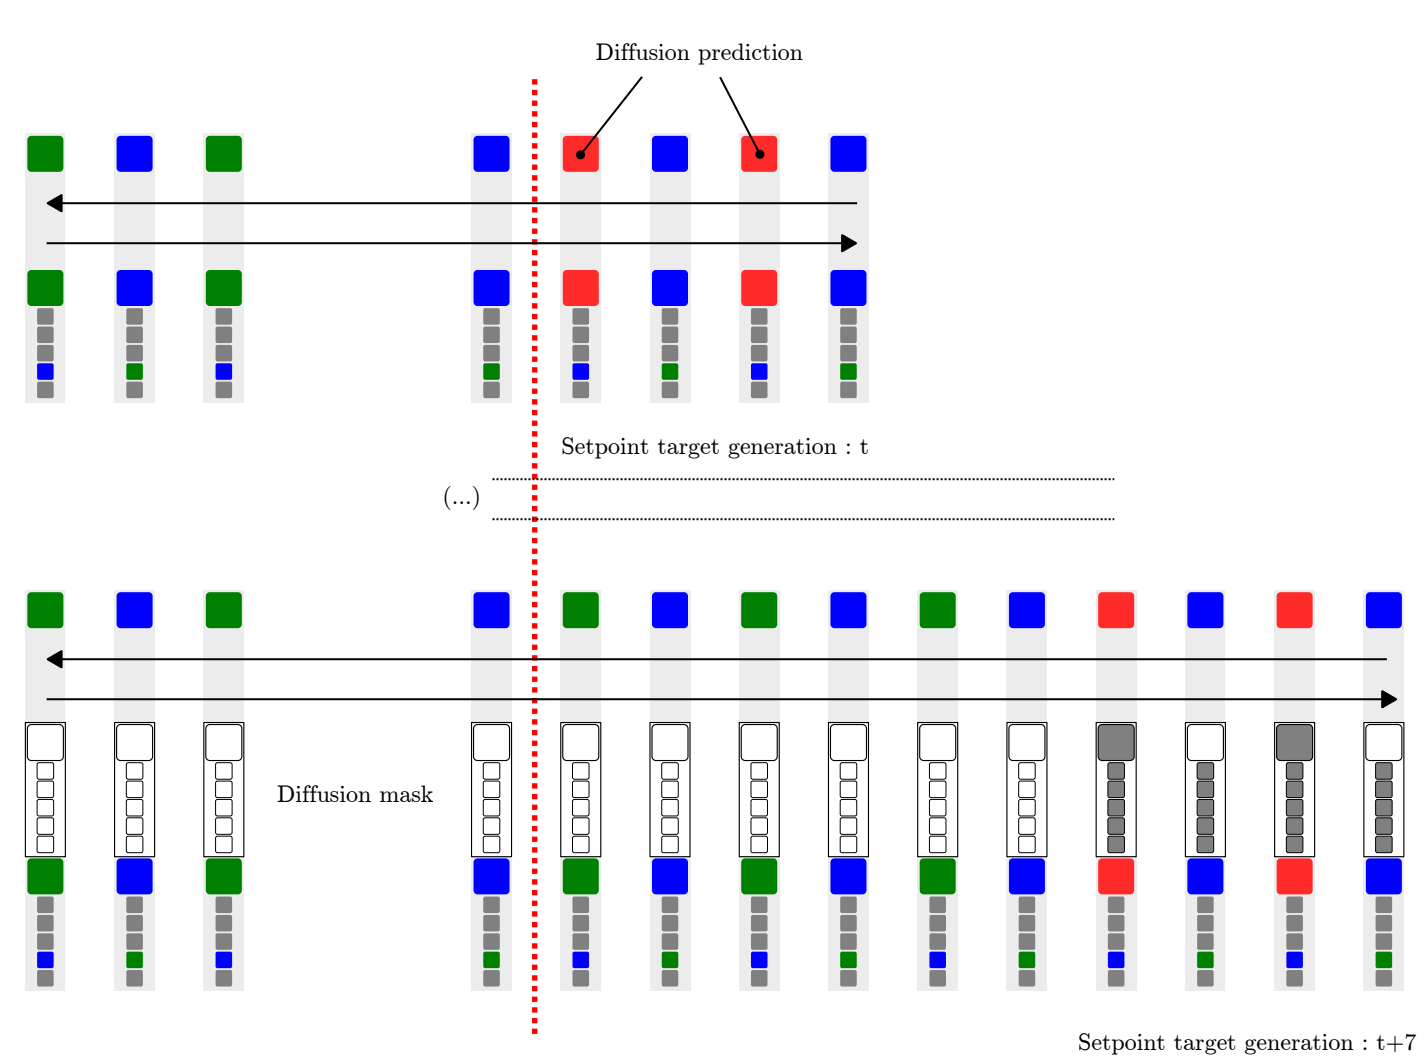 Diffusion prediction
Setpoint target generation : t
(...)
Diffusion mask
Setpoint target generation : t+7